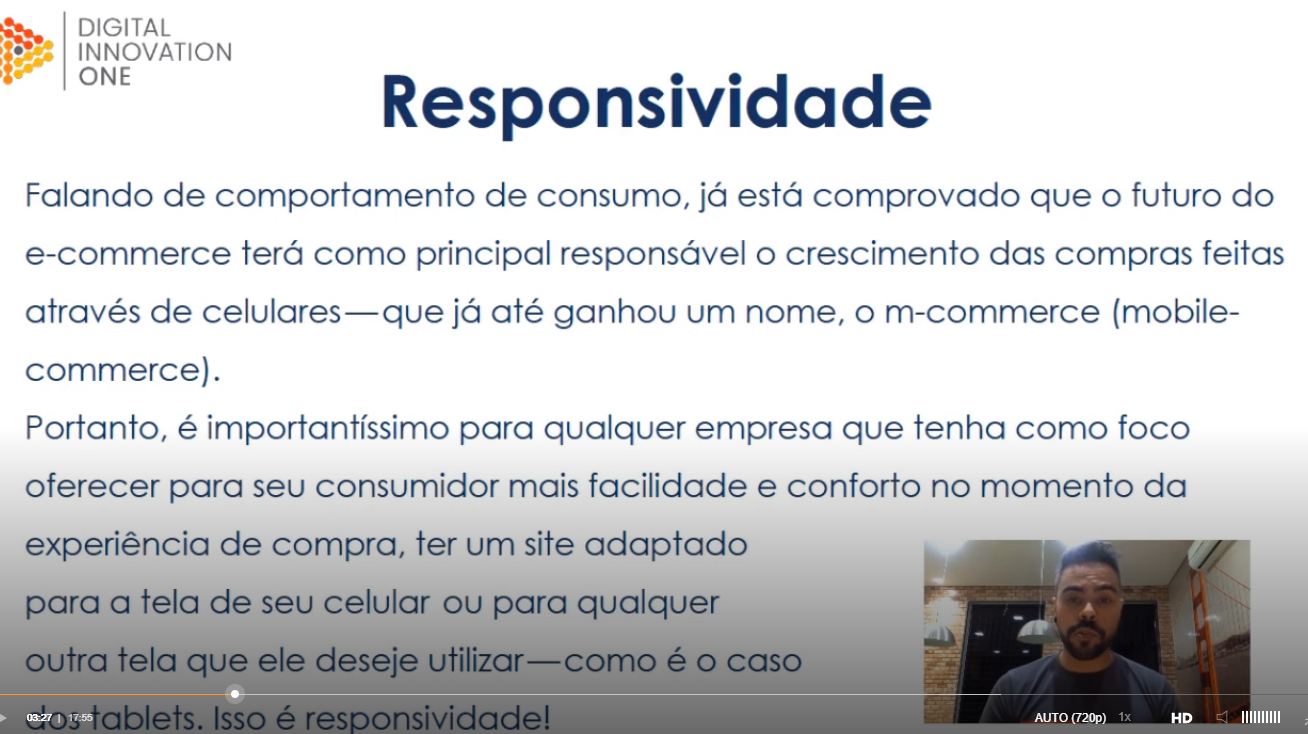 DIGITAL
INNOVATION
ONE
Responsividade
Falando de comportamento de consumo, já está comprovado que o futuro do
e-commerce terá como principal responsável o crescimento das compras feitas
através de celulares—que já até ganhou um nome, o m-commerce (mobile-
commerce).
Portanto, é importantíssimo para qualquer empresa que tenha como foco
oferecer para seu consumidor mais facilidade e conforto no momento da
experiência de compra, ter um site adaptado
para a tela de seu celular ou para qualquer
outra tela que ele deseje utilizar—como é o caso
dos tablets. Isso é responsividade!
03:27 | 17:55
AUTO (720p) 1x HD